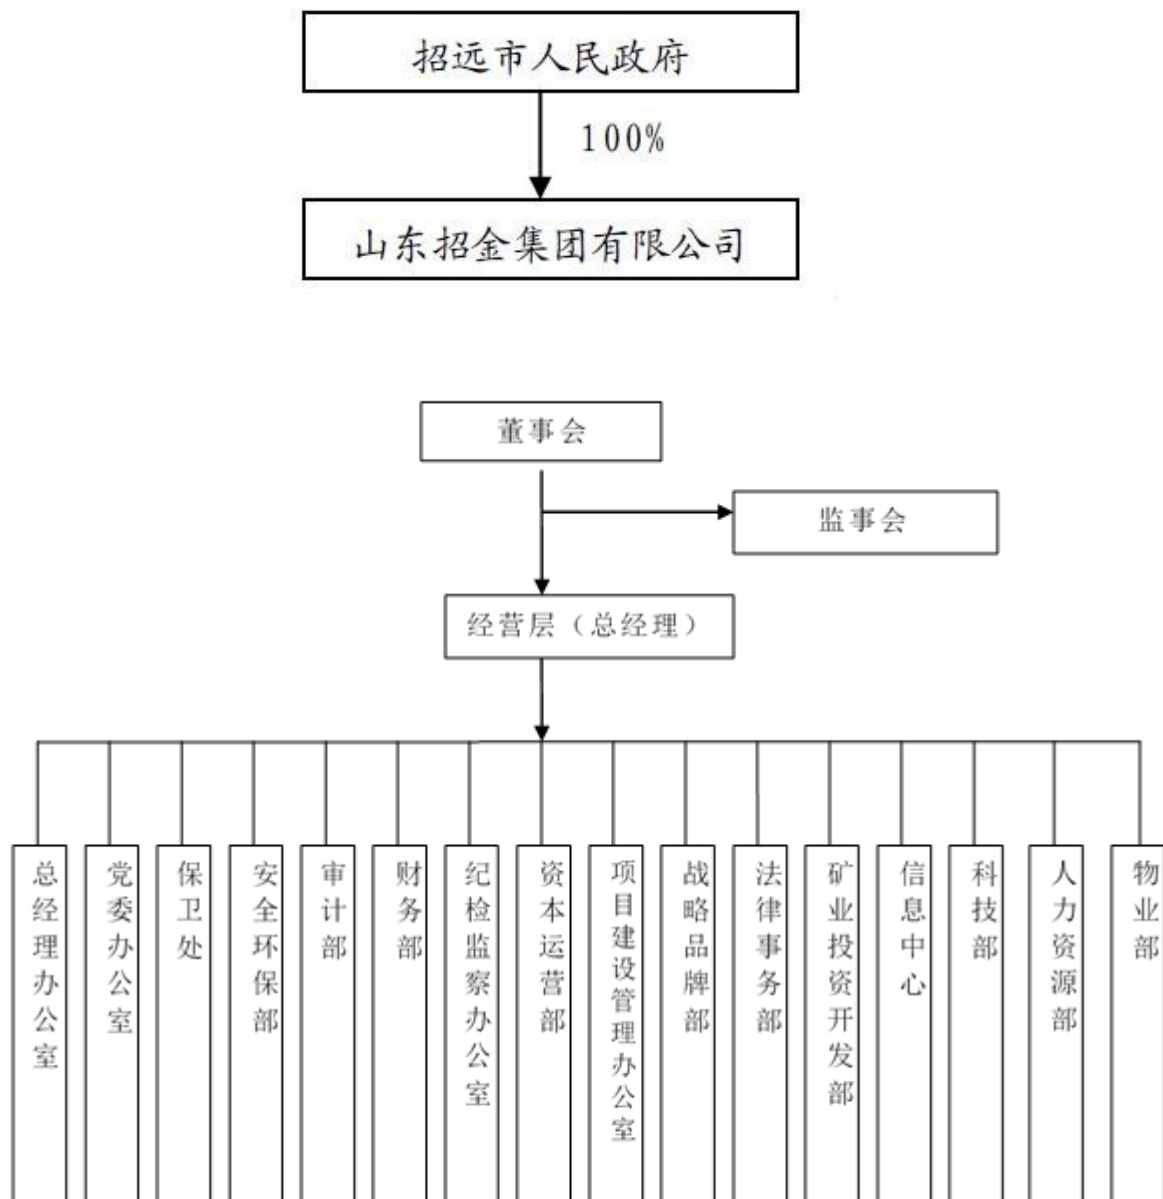 招远市人民政府
100%
山东招金集团有限公司
董事会
监事会
经营层（总经理）
总经理办公室
党委办公室
保卫处
安全环保部
审计部
财务部
纪检监察办公室
资本运营部
项目建设管理办公室
战略品牌部
法律事务部
矿业投资开发部
信息中心
科技部
人力资源部
物业部